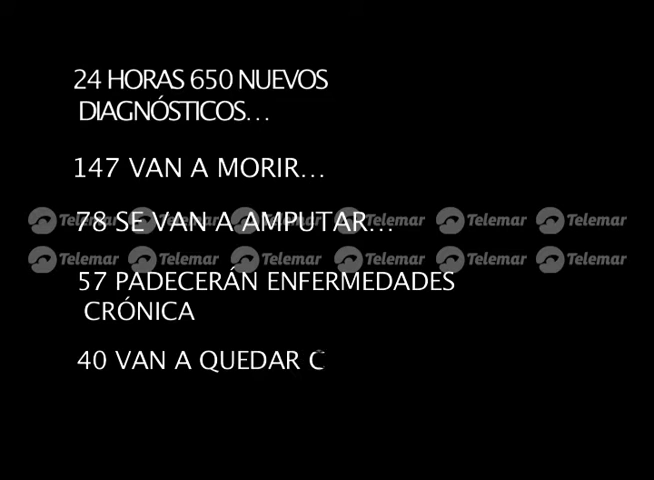 24 HORAS 650 NUEVOS
DIAGNÓSTICOS...
147 VAN A MORIR...
Telemar Telemar Telemar Telemar Telemar Telemar
78 SE VAN A AMPUTAR...
Telemar Telemar Telemar Telemar Telemar Telemar
57 PADECERÁN ENFERMEDADES
CRÓNICA
40 VAN A QUEDAR C